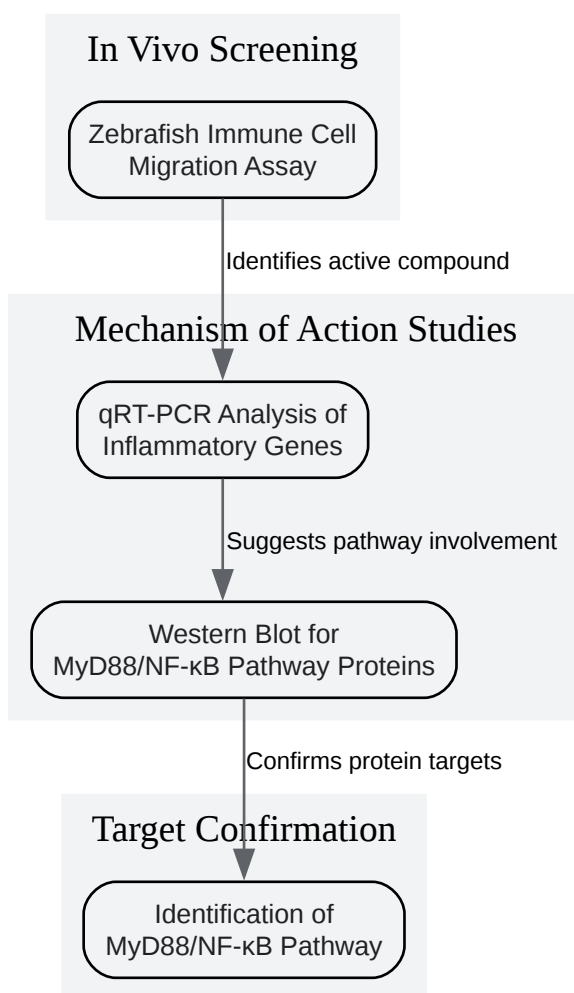 In Vivo Screening
Zebrafish Immune Cell
Migration Assay
Identifies active compound
Mechanism of Action Studies
qRT-PCR Analysis of
Inflammatory Genes
Suggests pathway involvement
Western Blot for
MyD88/NF-κB Pathway Proteins
Confirms protein targets
Target Confirmation
Identification of
MyD88/NF-κB Pathway